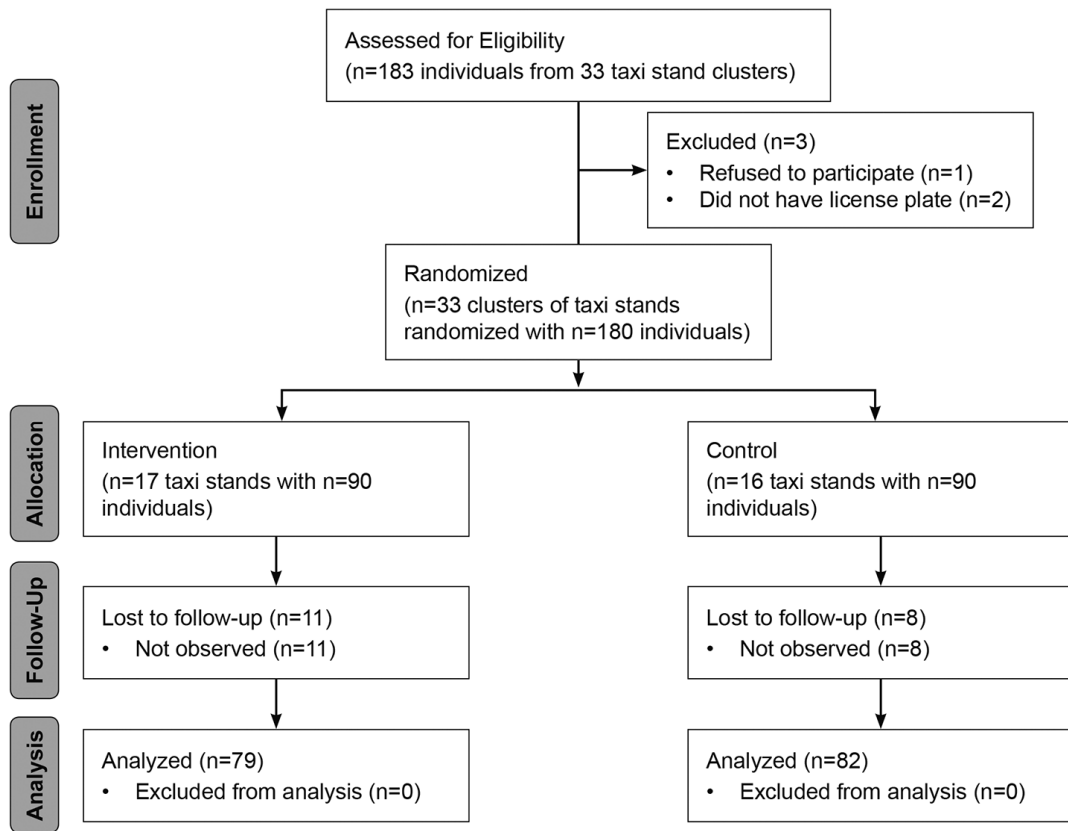 Enrollment
Assessed for Eligibility
(n=183 individuals from 33 taxi stand clusters)
Excluded (n=3)
• Refused to participate (n=1)
• Did not have license plate (n=2)
Randomized
(n=33 clusters of taxi stands
randomized with n=180 individuals)
Allocation
Intervention
(n=17 taxi stands with n=90
individuals)
Control
(n=16 taxi stands with n=90
individuals)
Follow-Up
Lost to follow-up (n=11)
• Not observed (n=11)
Lost to follow-up (n=8)
• Not observed (n=8)
Analysis
Analyzed (n=79)
• Excluded from analysis (n=0)
Analyzed (n=82)
• Excluded from analysis (n=0)